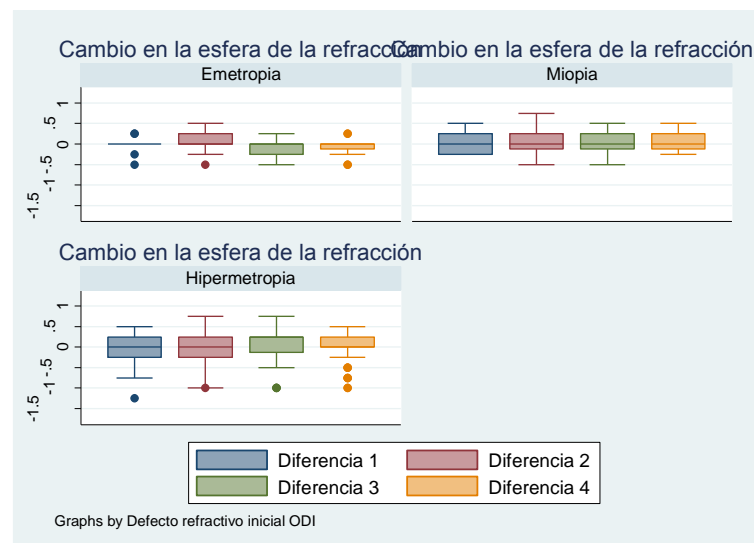 Cambio en la esfera de la refracción
Cambio en la esfera de la refracción
Emetropia
Miopia
1
.5
0
-.5
-1
-1.5
Cambio en la esfera de la refracción
Hipermetropia
1
.5
0
-.5
-1
-1.5
Diferencia 1
Diferencia 2
Diferencia 3
Diferencia 4
Graphs by Defecto refractivo inicial ODI